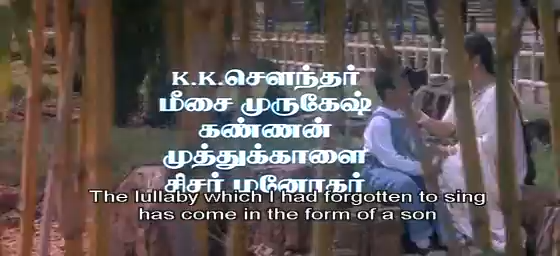 K.K.சௌந்தர்
மீசை முருகேஷ்
கண்ணன்
முத்துக்காளை
சிசர் மனோகர்
The lullaby which I had forgotten to sing
has come in the form of a son